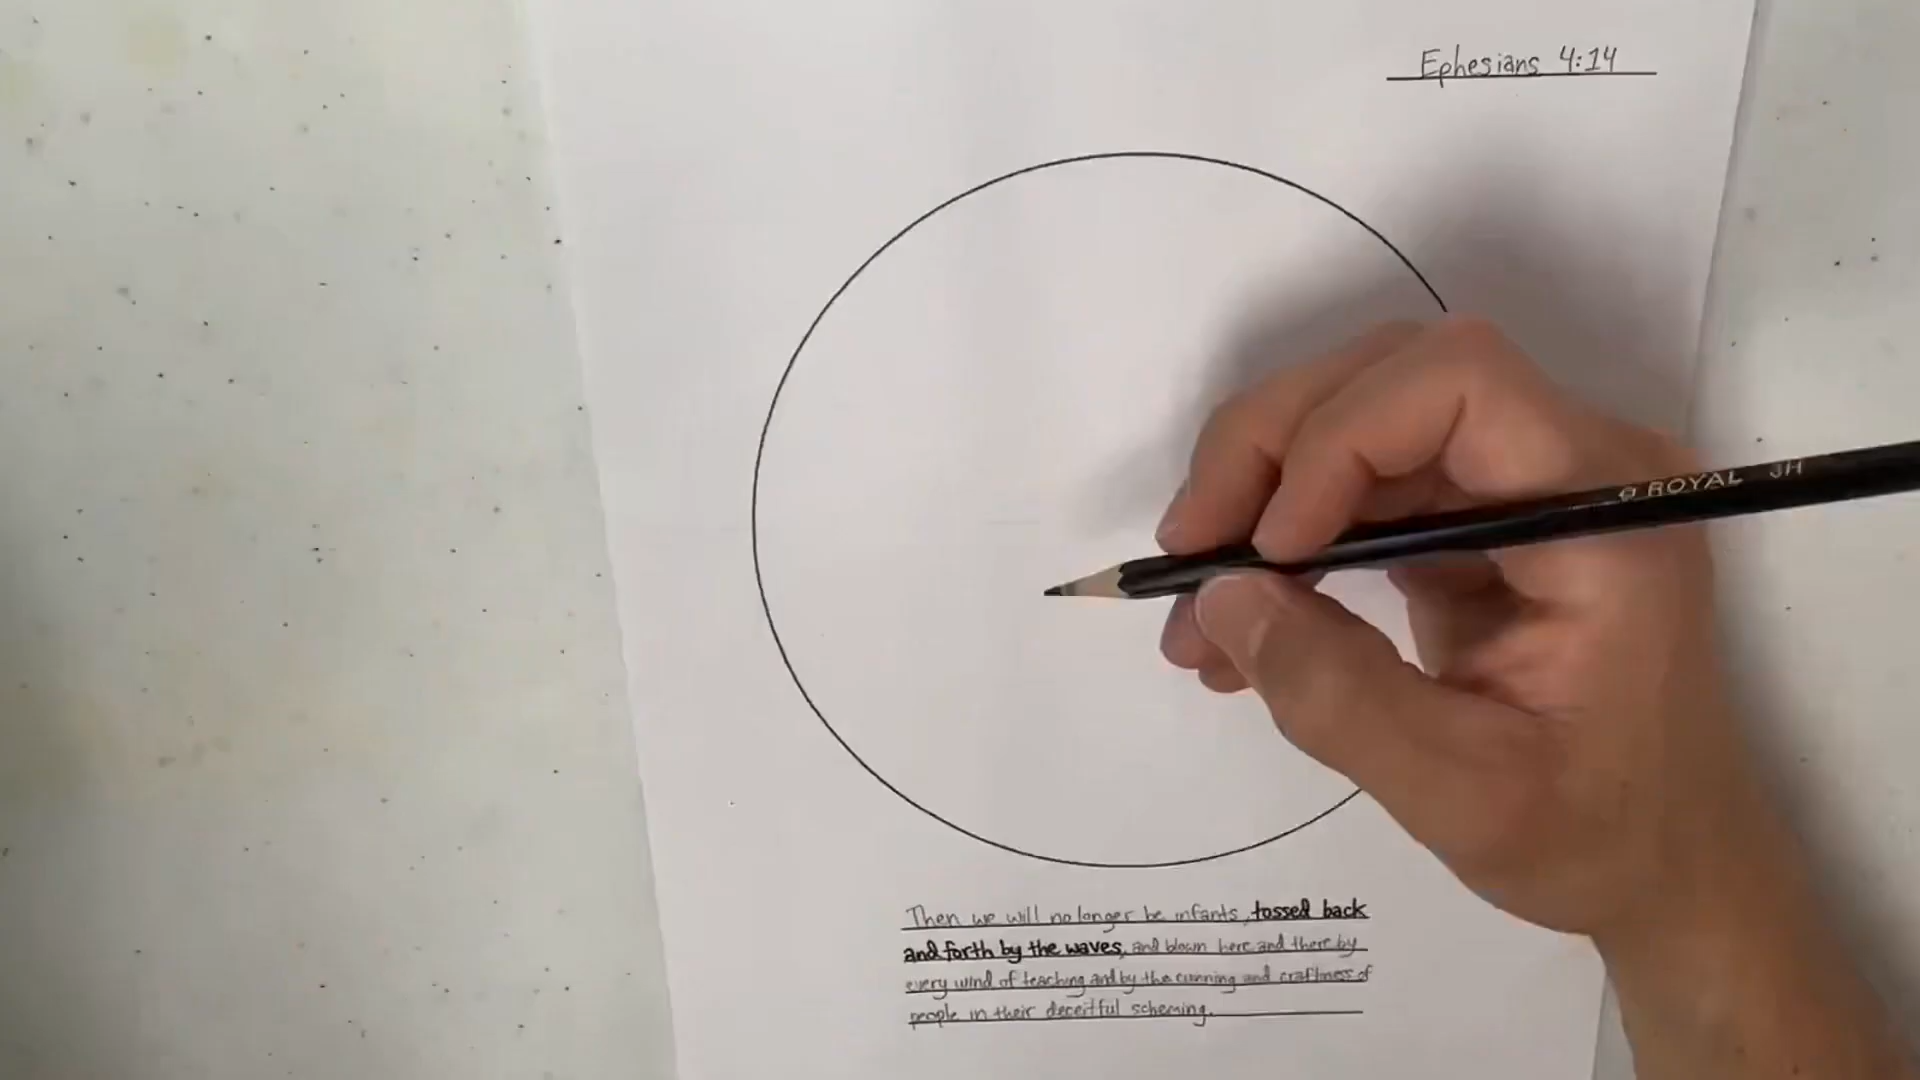 Ephesians 4:14
ROYAL 3H
Then we will no longer be infants, tossed back
and forth by the waves, and blown here and there by
every wind of teaching and by the cunning and craftiness of
people in their deceitful scheming.